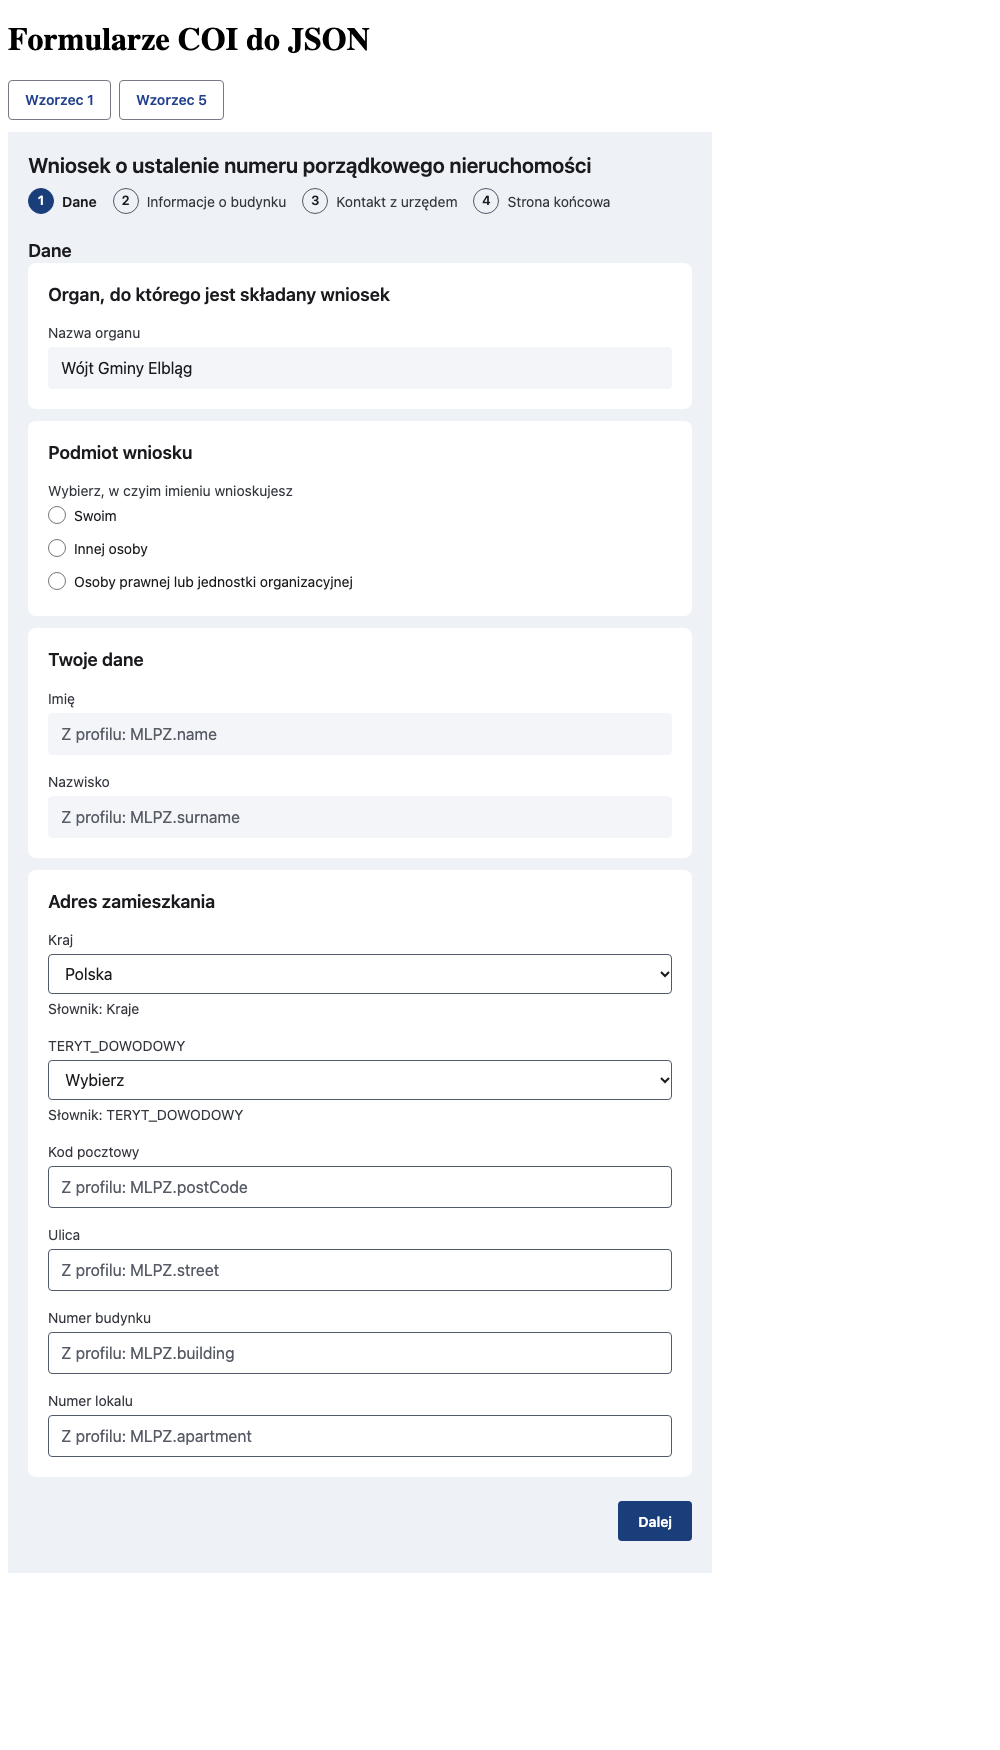 Formularze COI do JSON
Wzorzec 1 Wzorzec 5
Wniosek o ustalenie numeru porządkowego nieruchomości
1 Dane 2 Informacje o budynku 3 Kontakt z urzędem 4 Strona końcowa
Dane
Organ, do którego jest składany wniosek
Nazwa organu
Wójt Gminy Elbląg
Podmiot wniosku
Wybierz, w czyim imieniu wnioskujesz
Swoim
Innej osoby
Osoby prawnej lub jednostki organizacyjnej
Twoje dane
Imię
Z profilu: MLPZ.name
Nazwisko
Z profilu: MLPZ.surname
Adres zamieszkania
Kraj
Polska
Słownik: Kraje
TERYT_DOWODOWY
Wybierz
Słownik: TERYT_DOWODOWY
Kod pocztowy
Z profilu: MLPZ.postCode
Ulica
Z profilu: MLPZ.street
Numer budynku
Z profilu: MLPZ.building
Numer lokalu
Z profilu: MLPZ.apartment
Dalej